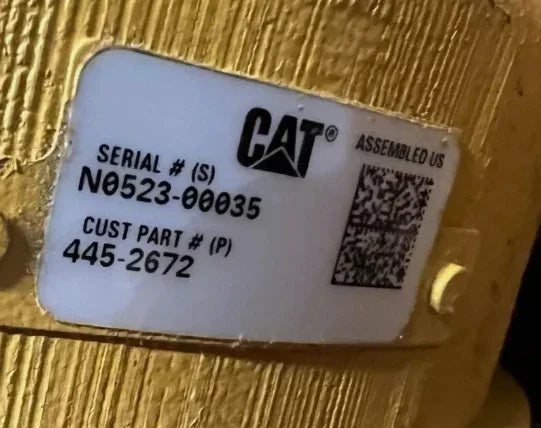 CAT®
ASSEMBLED US
SERIAL # (S)
N0523-00035
CUST PART # (P)
445-2672